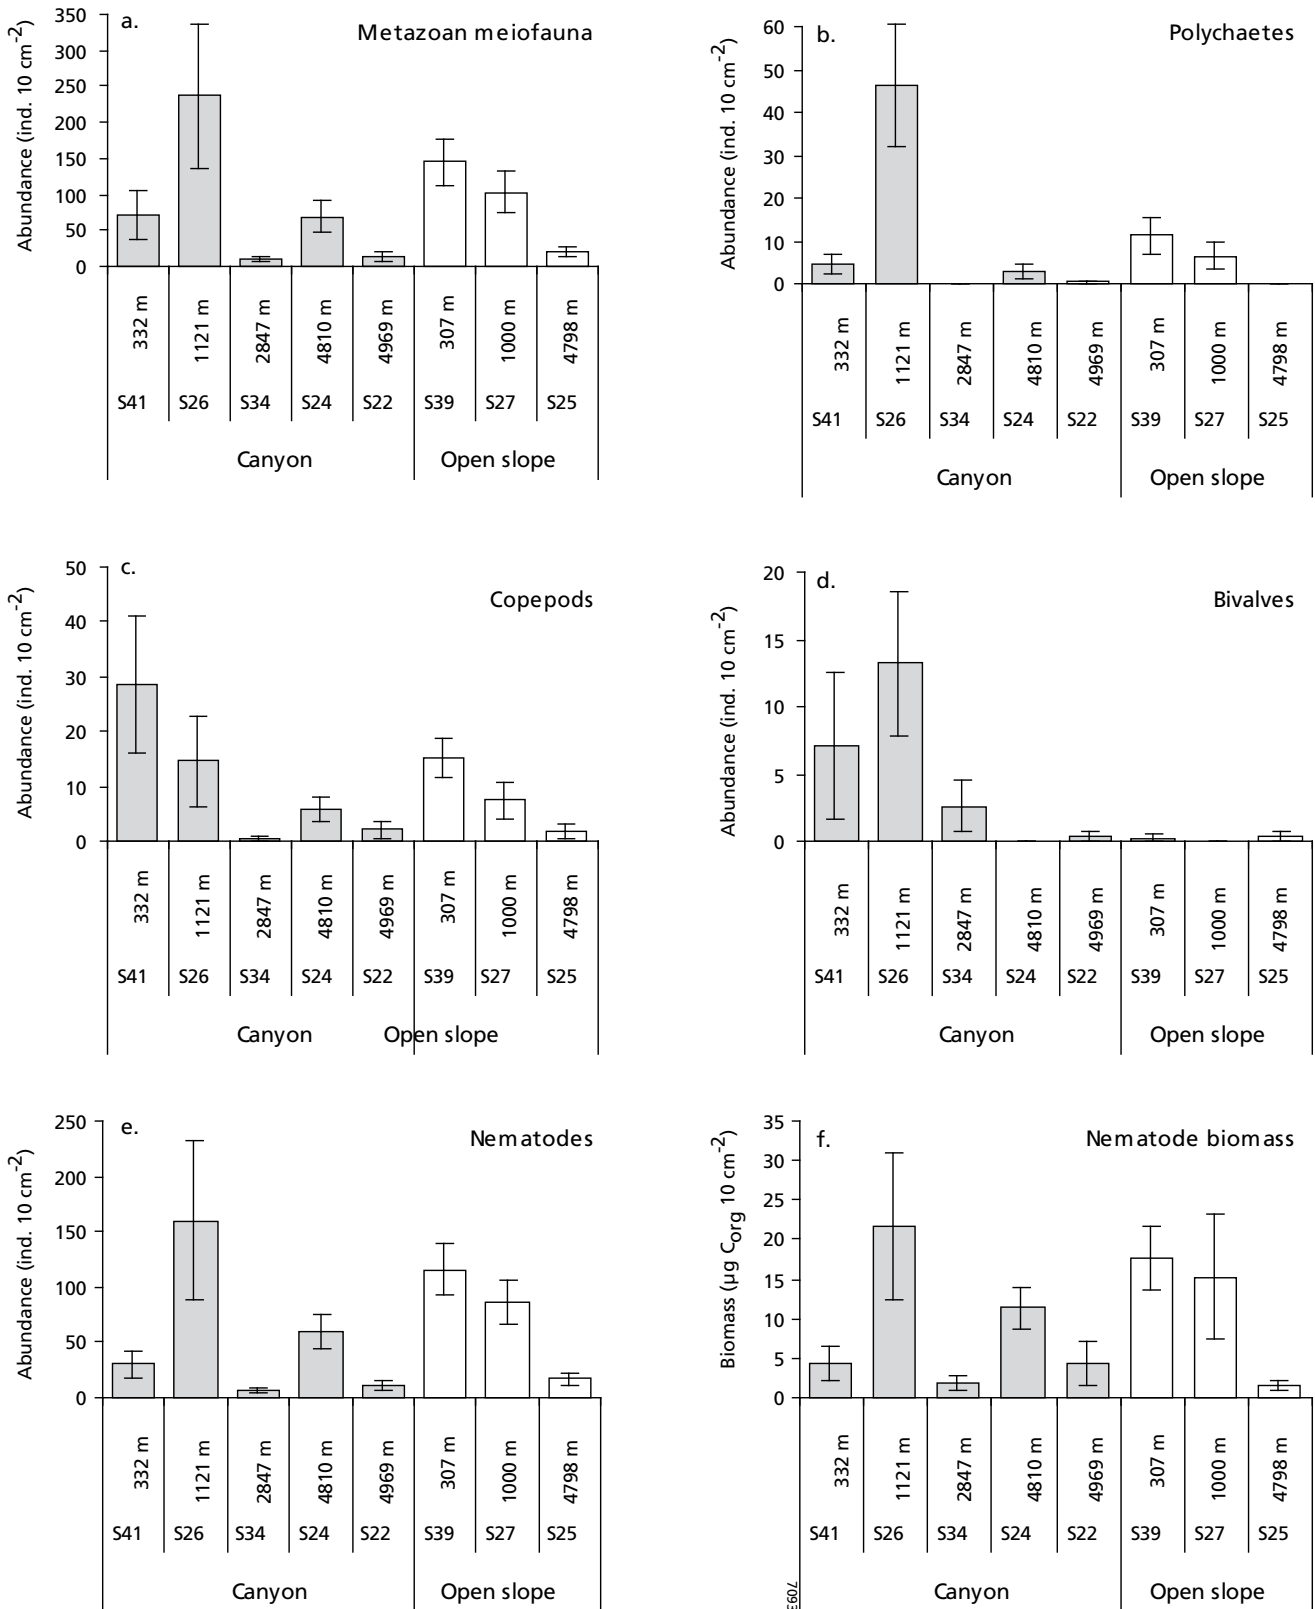 a.
Metazoan meiofauna
Abundance (ind. 10 cm-2)
350
300
250
200
150
100
50
0
332 m
1121 m
2847 m
4810 m
4969 m
307 m
1000 m
4798 m
S41 S26 S34 S24 S22 S39 S27 S25
Canyon Open slope
b.
Polychaetes
Abundance (ind. 10 cm-2)
60
50
40
30
20
10
0
332 m
1121 m
2847 m
4810 m
4969 m
307 m
1000 m
4798 m
S41 S26 S34 S24 S22 S39 S27 S25
Canyon Open slope
c.
Copepods
Abundance (ind. 10 cm-2)
50
40
30
20
10
0
332 m
1121 m
2847 m
4810 m
4969 m
307 m
1000 m
4798 m
S41 S26 S34 S24 S22 S39 S27 S25
Canyon Open slope
d.
Bivalves
Abundance (ind. 10 cm-2)
20
15
10
5
0
332 m
1121 m
2847 m
4810 m
4969 m
307 m
1000 m
4798 m
S41 S26 S34 S24 S22 S39 S27 S25
Canyon Open slope
e.
Nematodes
Abundance (ind. 10 cm-2)
250
200
150
100
50
0
332 m
1121 m
2847 m
4810 m
4969 m
307 m
1000 m
4798 m
S41 S26 S34 S24 S22 S39 S27 S25
Canyon Open slope
f.
Nematode biomass
Biomass (µg Corg 10 cm-2)
35
30
25
20
15
10
5
0
332 m
1121 m
2847 m
4810 m
4969 m
307 m
1000 m
4798 m
S41 S26 S34 S24 S22 S39 S27 S25
Canyon Open slope